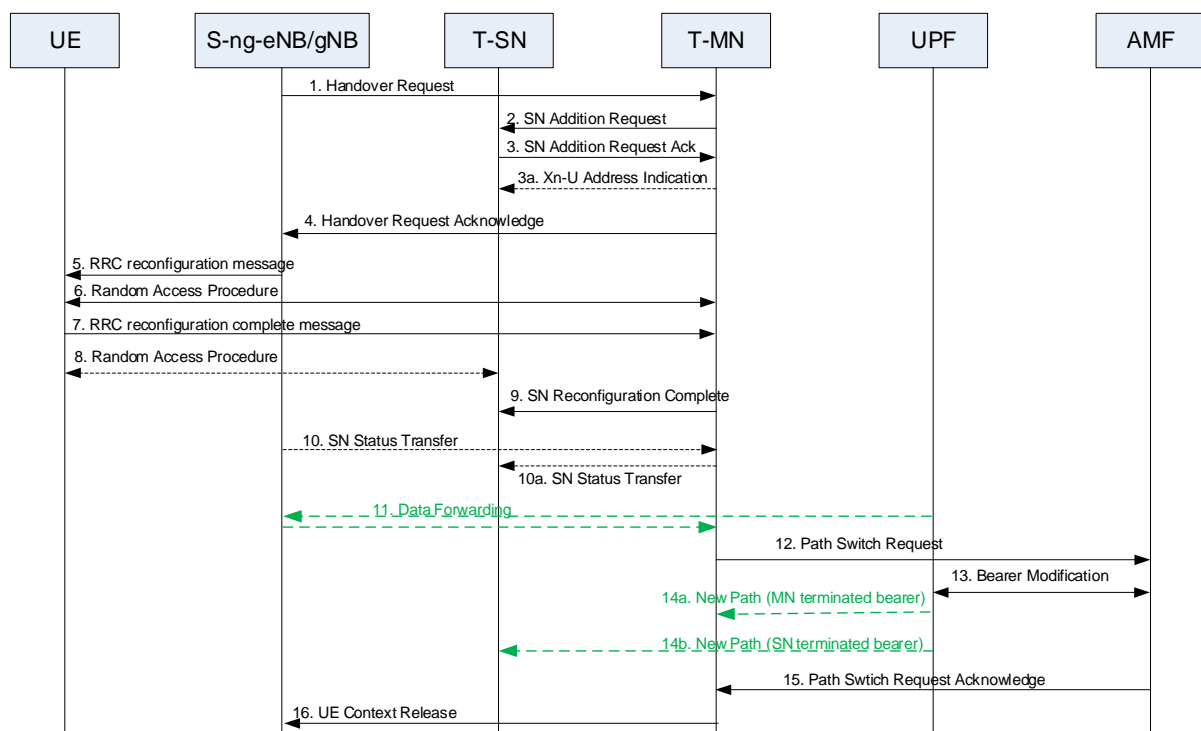 UE
S-ng-eNB/gNB
T-SN
T-MN
UPF
AMF
1. Handover Request
2. SN Addition Request
3. SN Addition Request Ack
3a. Xn-U Address Indication
4. Handover Request Acknowledge
5. RRC reconfiguration message
6. Random Access Procedure
7. RRC reconfiguration complete message
8. Random Access Procedure
9. SN Reconfiguration Complete
10. SN Status Transfer
10a. SN Status Transfer
11. Data Forwarding
12. Path Switch Request
13. Bearer Modification
14a. New Path (MN terminated bearer)
14b. New Path (SN terminated bearer)
15. Path Swtich Request Acknowledge
16. UE Context Release